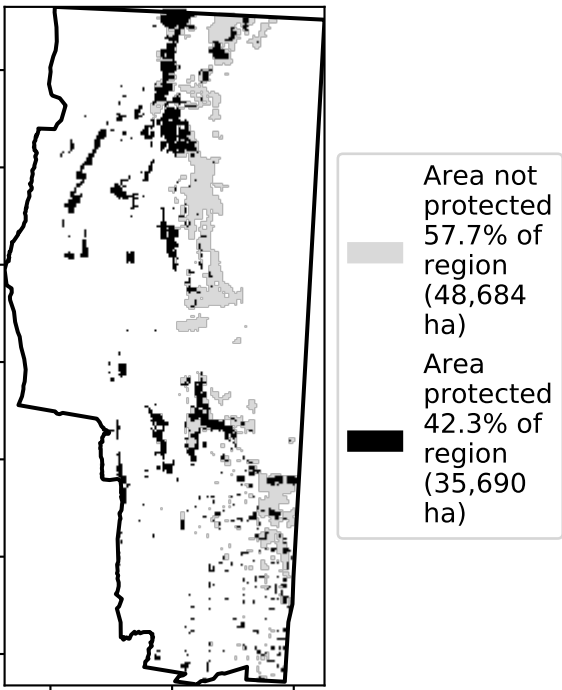 Area not
protected
57.7% of
region
(48,684
ha)
Area
protected
42.3% of
region
(35,690
ha)